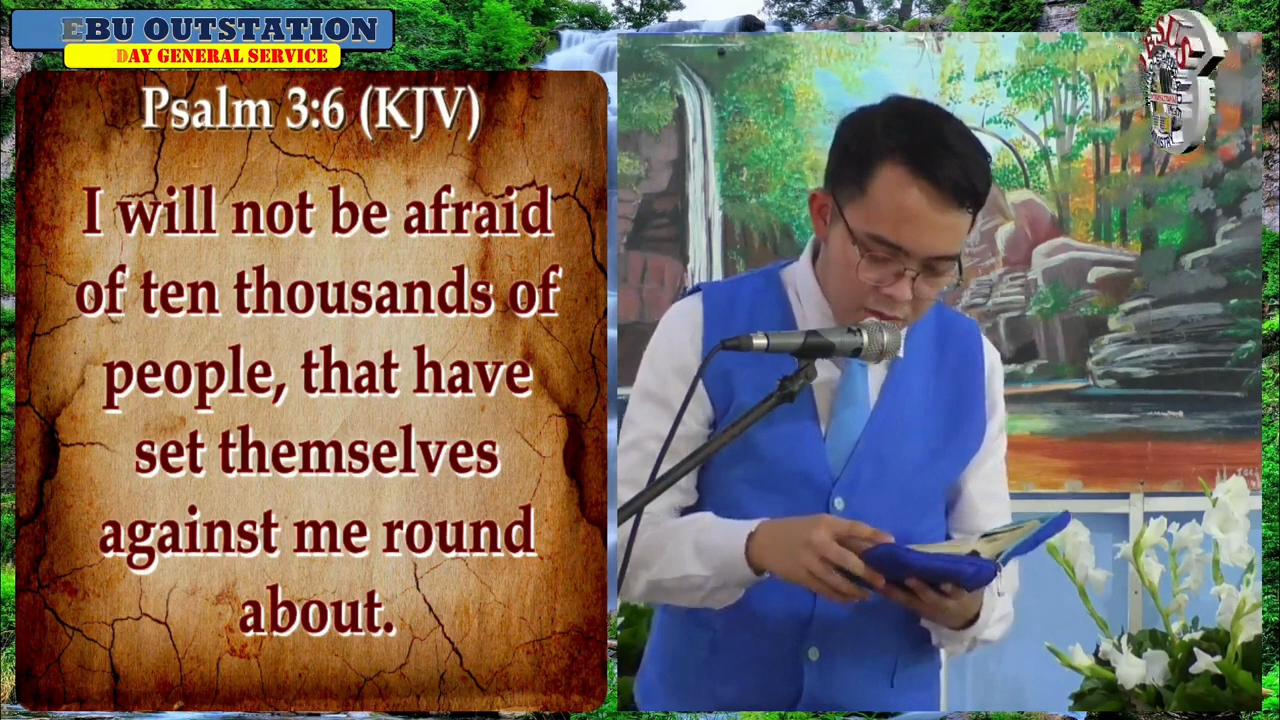 EBU OUTSTATION
DAY GENERAL SERVICE
Psalm 3:6 (KJV)
I will not be afraid
of ten thousands of
people, that have
set themselves
against me round
about.
JESUS